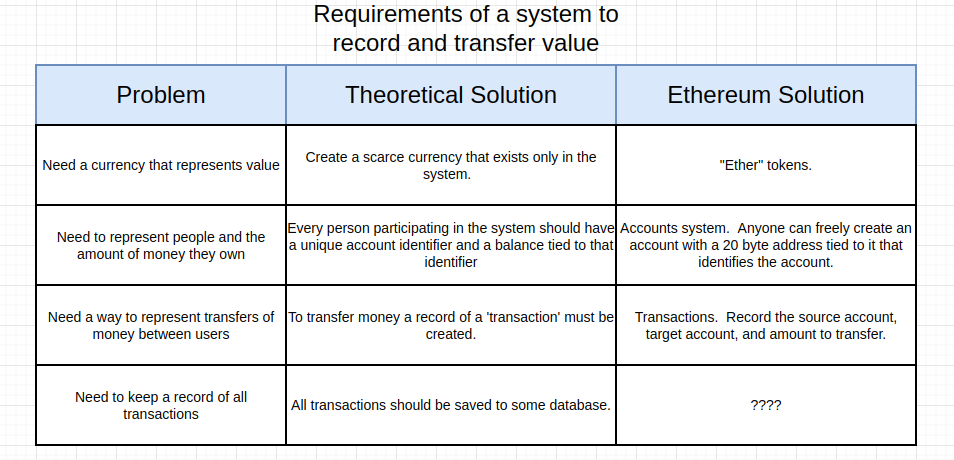 Requirements of a system to
record and transfer value
Problem
Theoretical Solution
Ethereum Solution
Need a currency that represents value
Create a scarce currency that exists only in the
system.
"Ether" tokens.
Need to represent people and the
amount of money they own
Every person participating in the system should have
a unique account identifier and a balance tied to that
identifier
Accounts system.  Anyone can freely create an
account with a 20 byte address tied to it that
identifies the account.
Need a way to represent transfers of
money between users
To transfer money a record of a 'transaction' must be
created.
Transactions.  Record the source account,
target account, and amount to transfer.
Need to keep a record of all
transactions
All transactions should be saved to some database.
????